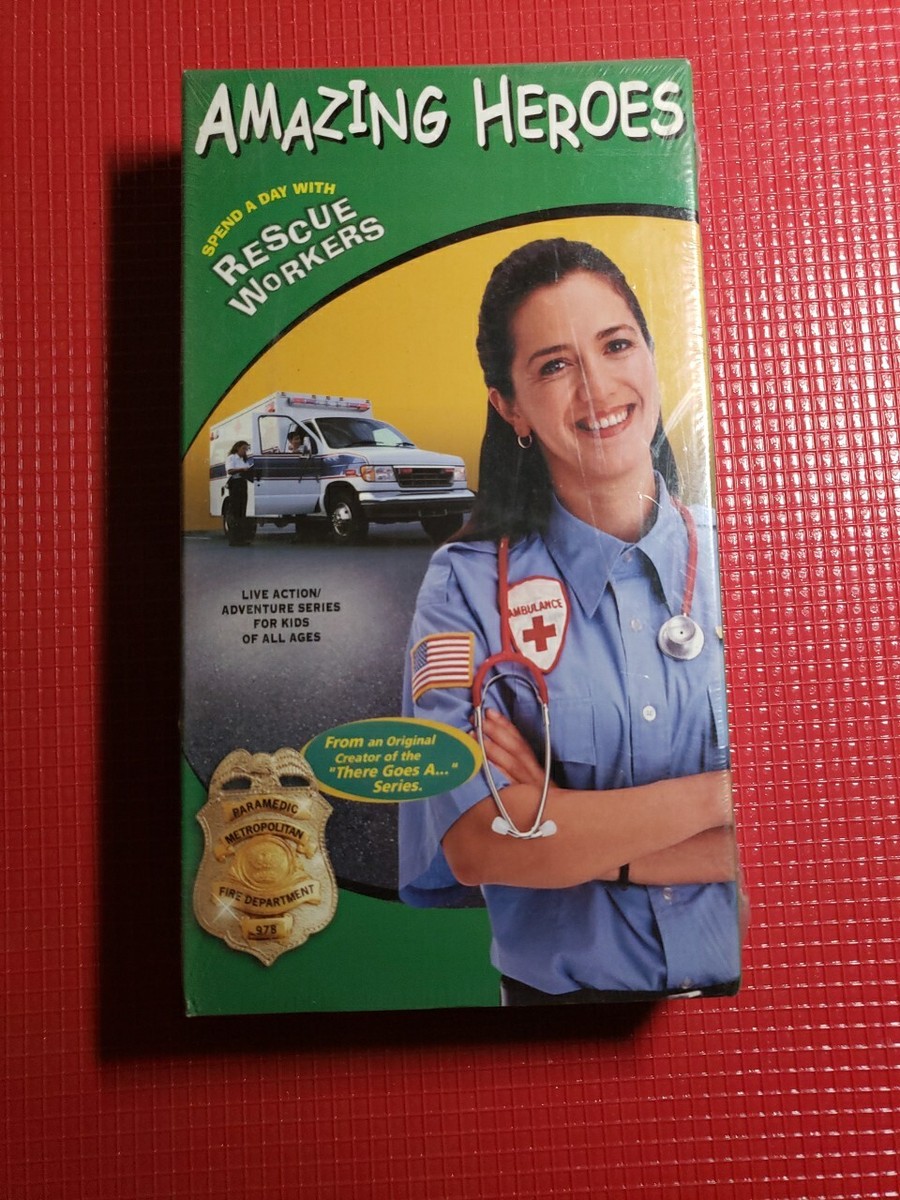 AMAZING HEROES
SPEND A DAY WITH
RESCUE
WORKERS
AMBULANCE
LIVE ACTION/
ADVENTURE SERIES
FOR KIDS
OF ALL AGES
From an Original
Creator of the
"There Goes A..."
Series.
PARAMEDIC
METROPOLITAN
FIRE DEPARTMENT
978